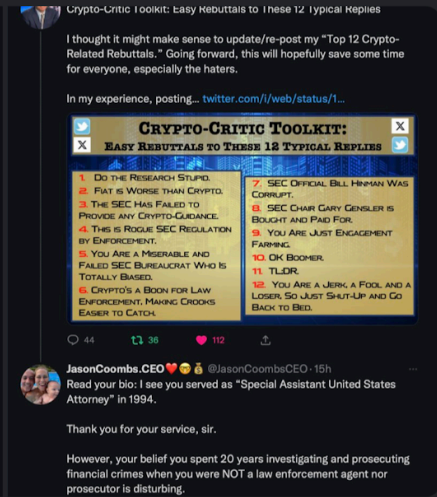 Crypto-Critic Toolkit: Easy Rebuttals to These 12 Typical Replies
I thought it might make sense to update/re-post my “Top 12 Crypto-
Related Rebuttals.” Going forward, this will hopefully save some time
for everyone, especially the haters.
In my experience, posting... twitter.com/i/web/status/1...
CRYPTO-CRITIC TOOLKIT:
EASY REBUTTALS TO THESE 12 TYPICAL REPLIES
X
X
1. DO THE RESEARCH STUPID.
2. FIAT IS WORSE THAN CRYPTO.
3. THE SEC HAS FAILED TO
PROVIDE ANY CRYPTO-GUIDANCE.
4. THIS IS ROGUE SEC REGULATION
BY ENFORCEMENT.
5. YOU ARE A MISERABLE AND
FAILED SEC BUREAUCRAT WHO IS
TOTALLY BIASED.
6. CRYPTO'S A BOON FOR LAW
ENFORCEMENT, MAKING CROOKS
EASIER TO CATCH.
7. SEC OFFICIAL BILL HINMAN WAS
CORRUPT.
8. SEC CHAIR GARY GENSLER IS
BOUGHT AND PAID FOR.
9. YOU ARE JUST ENGAGEMENT
FARMING.
10. OK BOOMER.
11. TL;DR.
12. YOU ARE A JERK, A FOOL AND A
LOSER, SO JUST SHUT-UP AND GO
BACK TO BED.
44 36 112
JasonCoombs.CEO @JasonCoombsCEO · 15h
Read your bio: I see you served as “Special Assistant United States
Attorney” in 1994.
Thank you for your service, sir.
However, your belief you spent 20 years investigating and prosecuting
financial crimes when you were NOT a law enforcement agent nor
prosecutor is disturbing.